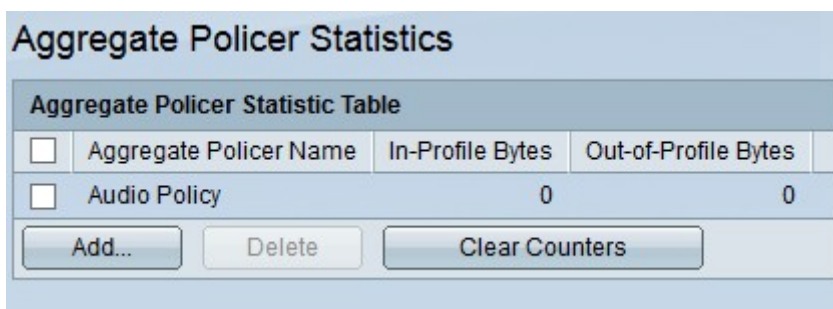 Aggregate Policer Statistics
Aggregate Policer Statistic Table
Aggregate Policer Name In-Profile Bytes Out-of-Profile Bytes
Audio Policy 0 0
Add... Delete Clear Counters